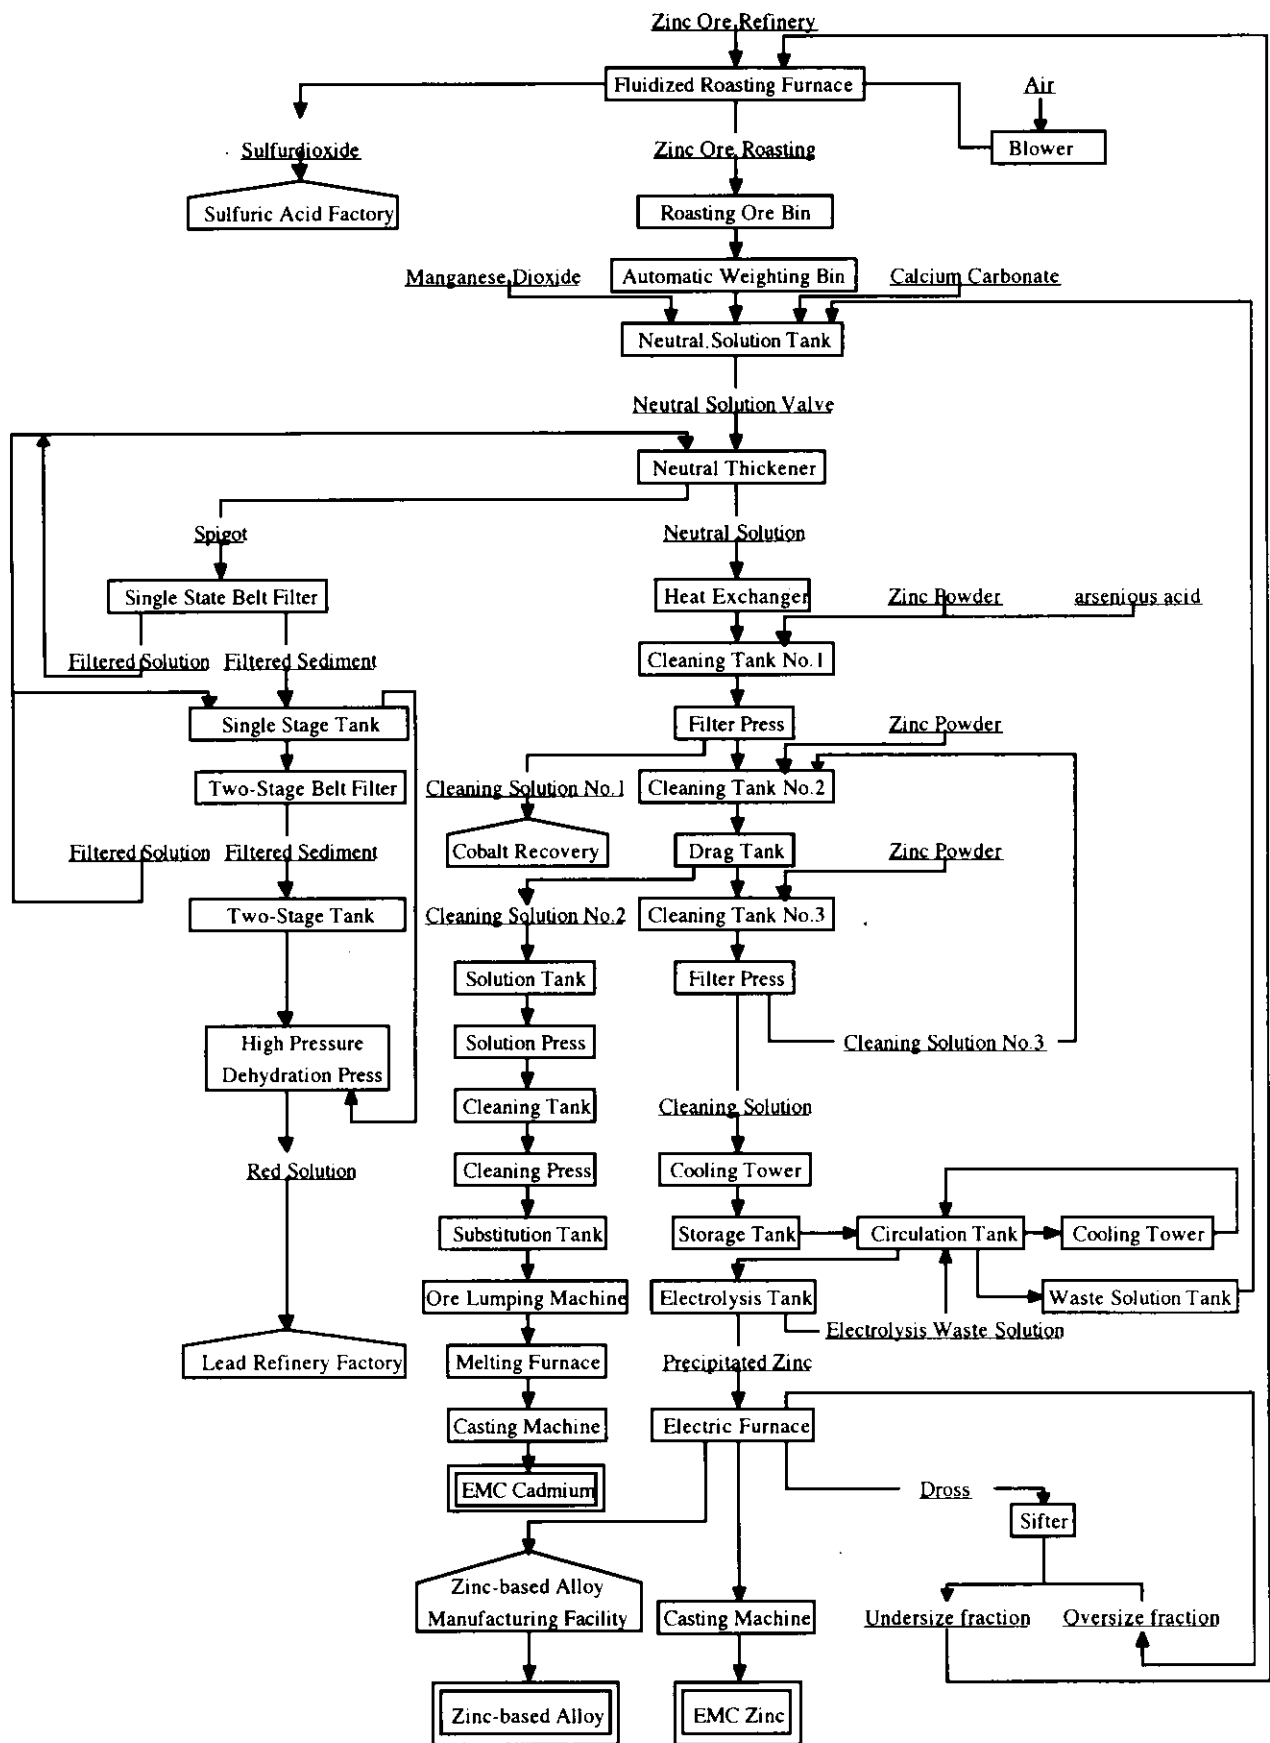 Zinc Ore Refinery
Fluidized Roasting Furnace
Air
Sulfurdioxide
Zinc Ore Roasting
Blower
Sulfuric Acid Factory
Roasting Ore Bin
Manganese Dioxide
Automatic Weighting Bin
Calcium Carbonate
Neutral Solution Tank
Neutral Solution Valve
Neutral Thickener
Spigot
Neutral Solution
Single State Belt Filter
Heat Exchanger
Zinc Powder
arsenious acid
Filtered Solution
Filtered Sediment
Cleaning Tank No.1
Single Stage Tank
Filter Press
Zinc Powder
Two-Stage Belt Filter
Cleaning Solution No.1
Cleaning Tank No.2
Filtered Solution
Filtered Sediment
Cobalt Recovery
Drag Tank
Zinc Powder
Two-Stage Tank
Cleaning Solution No.2
Cleaning Tank No.3
Solution Tank
Filter Press
High Pressure
Dehydration Press
Solution Press
Cleaning Solution No.3
Cleaning Tank
Cleaning Solution
Red Solution
Cleaning Press
Cooling Tower
Substitution Tank
Storage Tank
Circulation Tank
Cooling Tower
Ore Lumping Machine
Electrolysis Tank
Waste Solution Tank
Electrolysis Waste Solution
Lead Refinery Factory
Melting Furnace
Precipitated Zinc
Casting Machine
Electric Furnace
EMC Cadmium
Dross
Sifter
Zinc-based Alloy
Manufacturing Facility
Casting Machine
Undersize fraction
Oversize fraction
Zinc-based Alloy
EMC Zinc